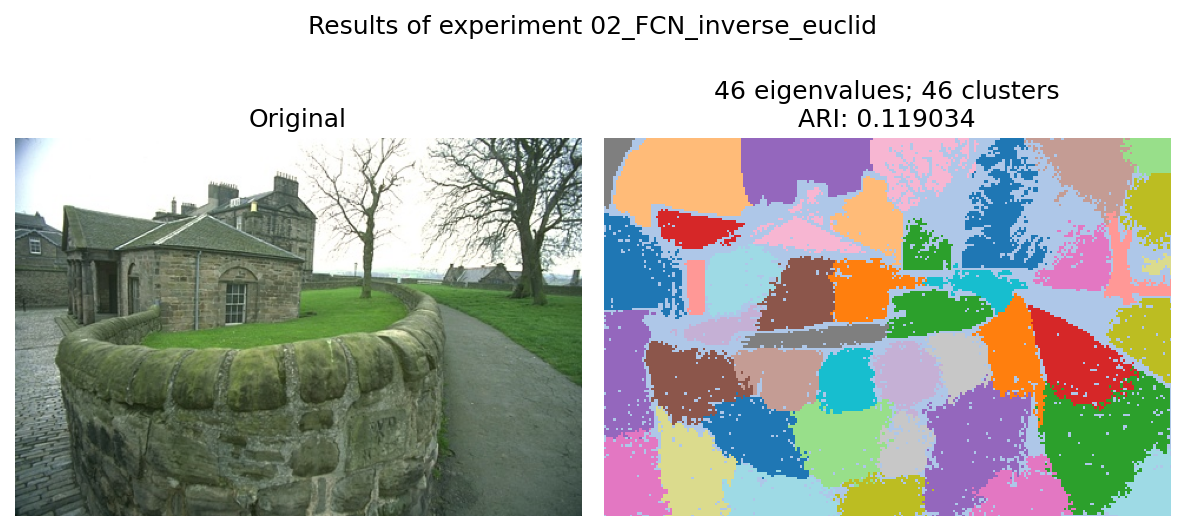 Results of experiment 02_FCN_inverse_euclid
Original
46 eigenvalues; 46 clusters
ARI: 0.119034